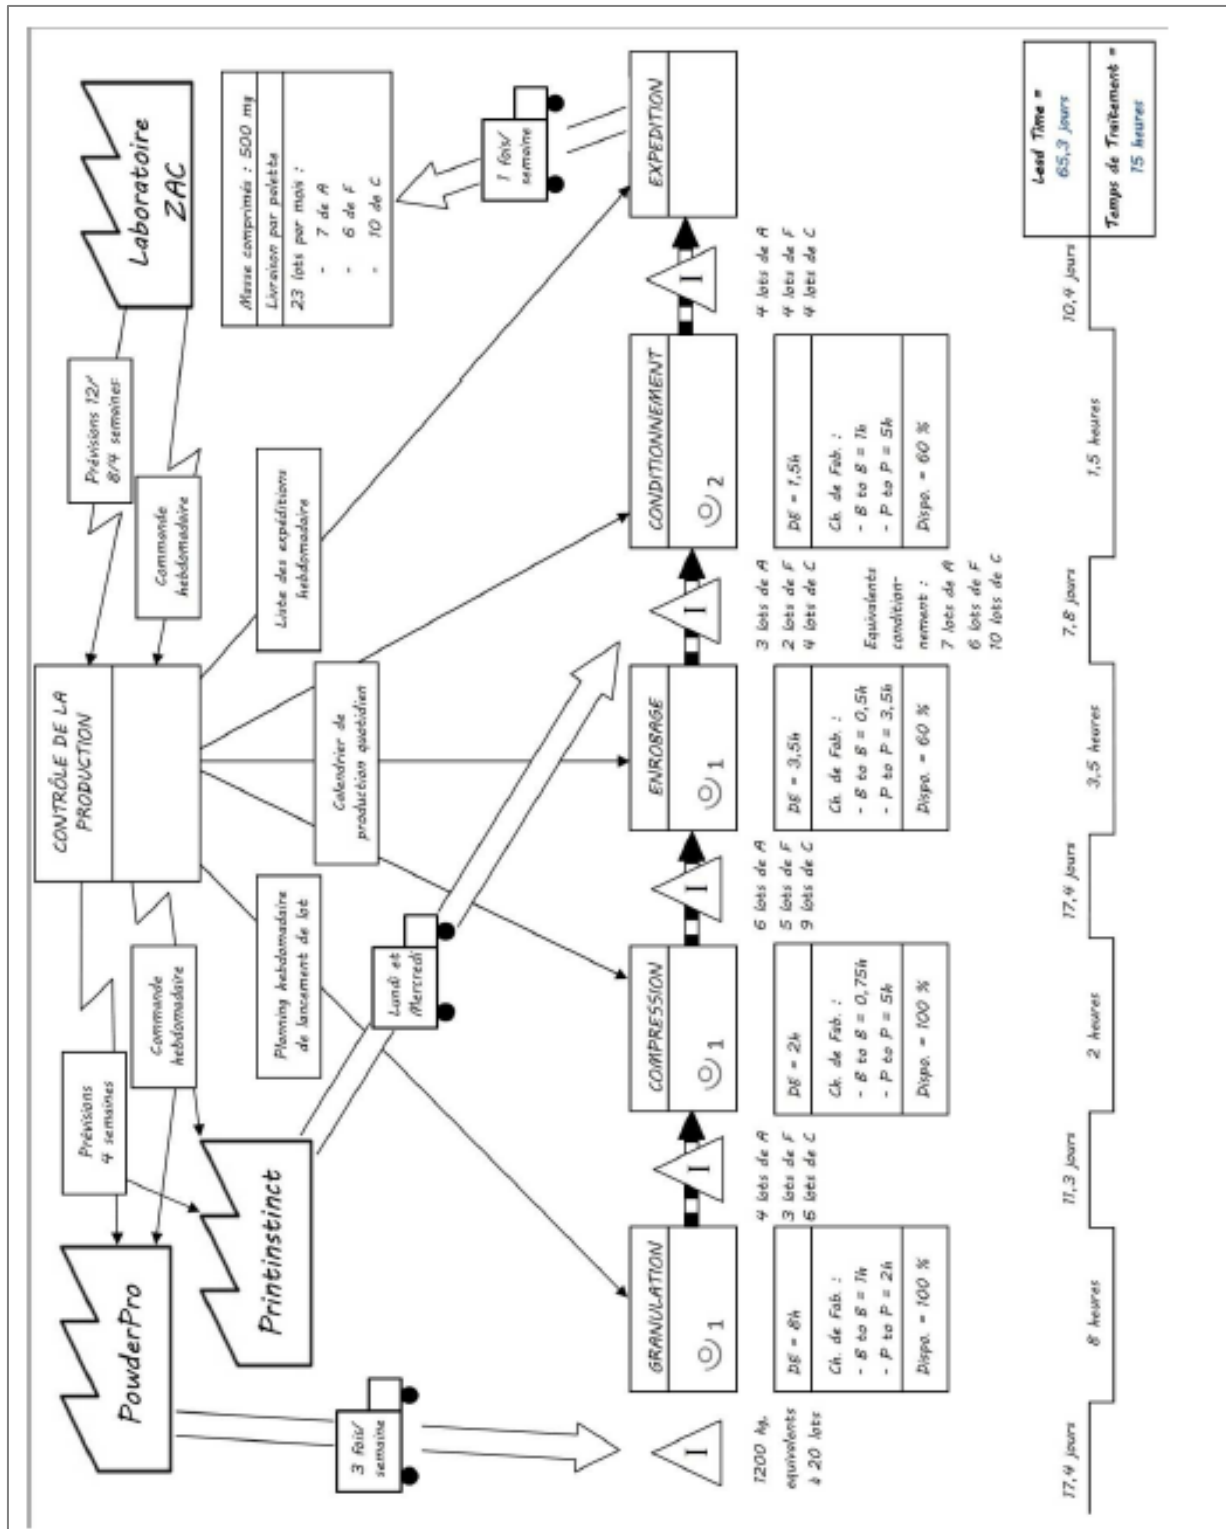 PowderPro
Prévisions
4 semaines
Commande
hebdomadaire
Printinstinct
CONTRÔLE DE LA
PRODUCTION
Prévisions 12/
8/4 semaines
Commande
hebdomadaire
Laboratoire
ZAC
Masse comprimés : 500 mg
Livraison par palette
23 lots par mois :
- 7 de A
- 6 de F
- 10 de C
Planning hebdomadaire
de lancement de lot
Calendrier de
production quotidien
Liste des expéditions
hebdomadaire
3 fois/
semaine
Lundi et
Mercredi
1 fois/
semaine
I
1200 kg,
equivalents
à 20 lots
GRANULATION
1
DE = 8h
Ch. de Fab. :
- B to B = 1h
- P to P = 2h
Dispo. = 100 %
I
4 lots de A
3 lots de F
6 lots de C
COMPRESSION
1
DE = 2h
Ch. de Fab. :
- B to B = 0,75h
- P to P = 5h
Dispo. = 100 %
I
6 lots de A
5 lots de F
9 lots de C
ENROBAGE
1
DE = 3,5h
Ch. de Fab. :
- B to B = 0,5h
- P to P = 3,5h
Dispo. = 60 %
I
3 lots de A
2 lots de F
4 lots de C
Equivalents
condition-
nement :
7 lots de A
6 lots de F
10 lots de C
CONDITIONNEMENT
2
DE = 1,5h
Ch. de Fab. :
- B to B = 1h
- P to P = 5h
Dispo. = 60 %
I
4 lots de A
4 lots de F
4 lots de C
EXPEDITION
17,4 jours
8 heures
11,3 jours
2 heures
17,4 jours
3,5 heures
7,8 jours
1,5 heures
10,4 jours
Lead Time =
65,3 jours
Temps de Traitement =
15 heures